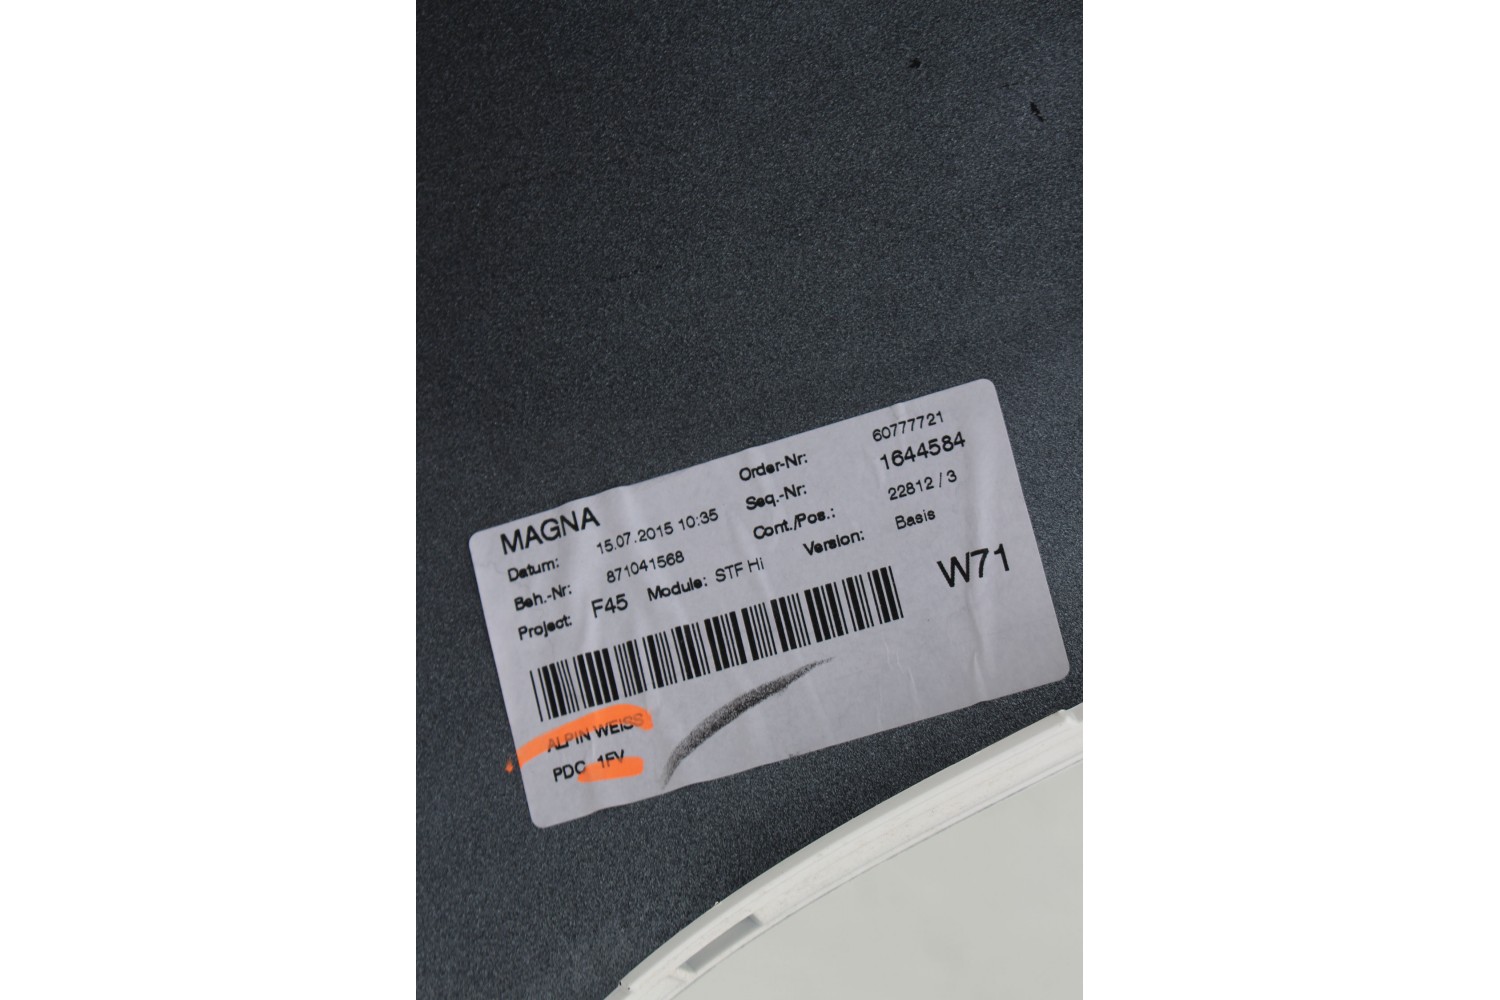 MAGNA
Datum: 15.07.2015 10:35
Beh.-Nr: 871041568
Project: F45 Module: STF Hi
Order-Nr: 60777721
Seq.-Nr: 1644584
Cont./Pos.: 22812 / 3
Version: Basis
W71
ALPIN WEISS
PDC 1FV